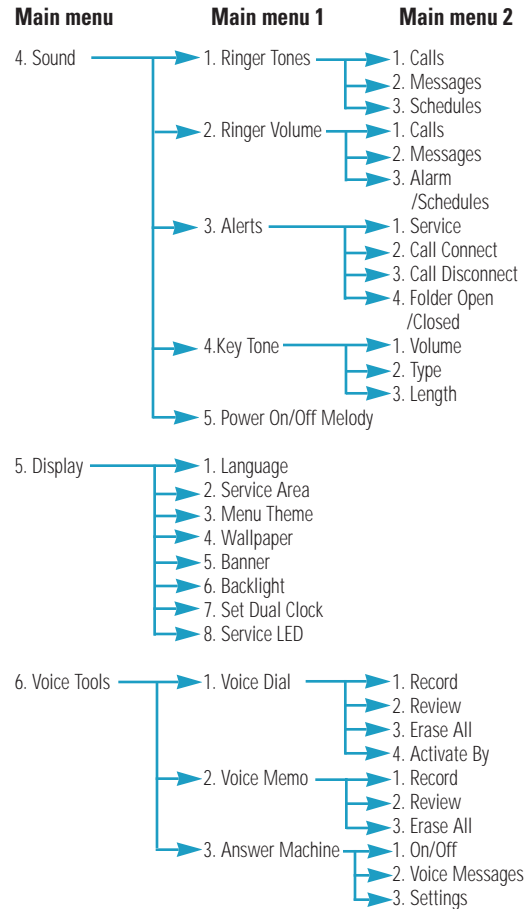 Main menu Main menu 1 Main menu 2
4. Sound 1. Ringer Tones 1. Calls
2. Messages
3. Schedules
2. Ringer Volume 1. Calls
2. Messages
3. Alarm
/Schedules
3. Alerts 1. Service
2. Call Connect
3. Call Disconnect
4. Folder Open
/Closed
4.Key Tone 1. Volume
2. Type
3. Length
5. Power On/Off Melody
5. Display 1. Language
2. Service Area
3. Menu Theme
4. Wallpaper
5. Banner
6. Backlight
7. Set Dual Clock
8. Service LED
6. Voice Tools 1. Voice Dial 1. Record
2. Review
3. Erase All
4. Activate By
2. Voice Memo 1. Record
2. Review
3. Erase All
3. Answer Machine 1. On/Off
2. Voice Messages
3. Settings